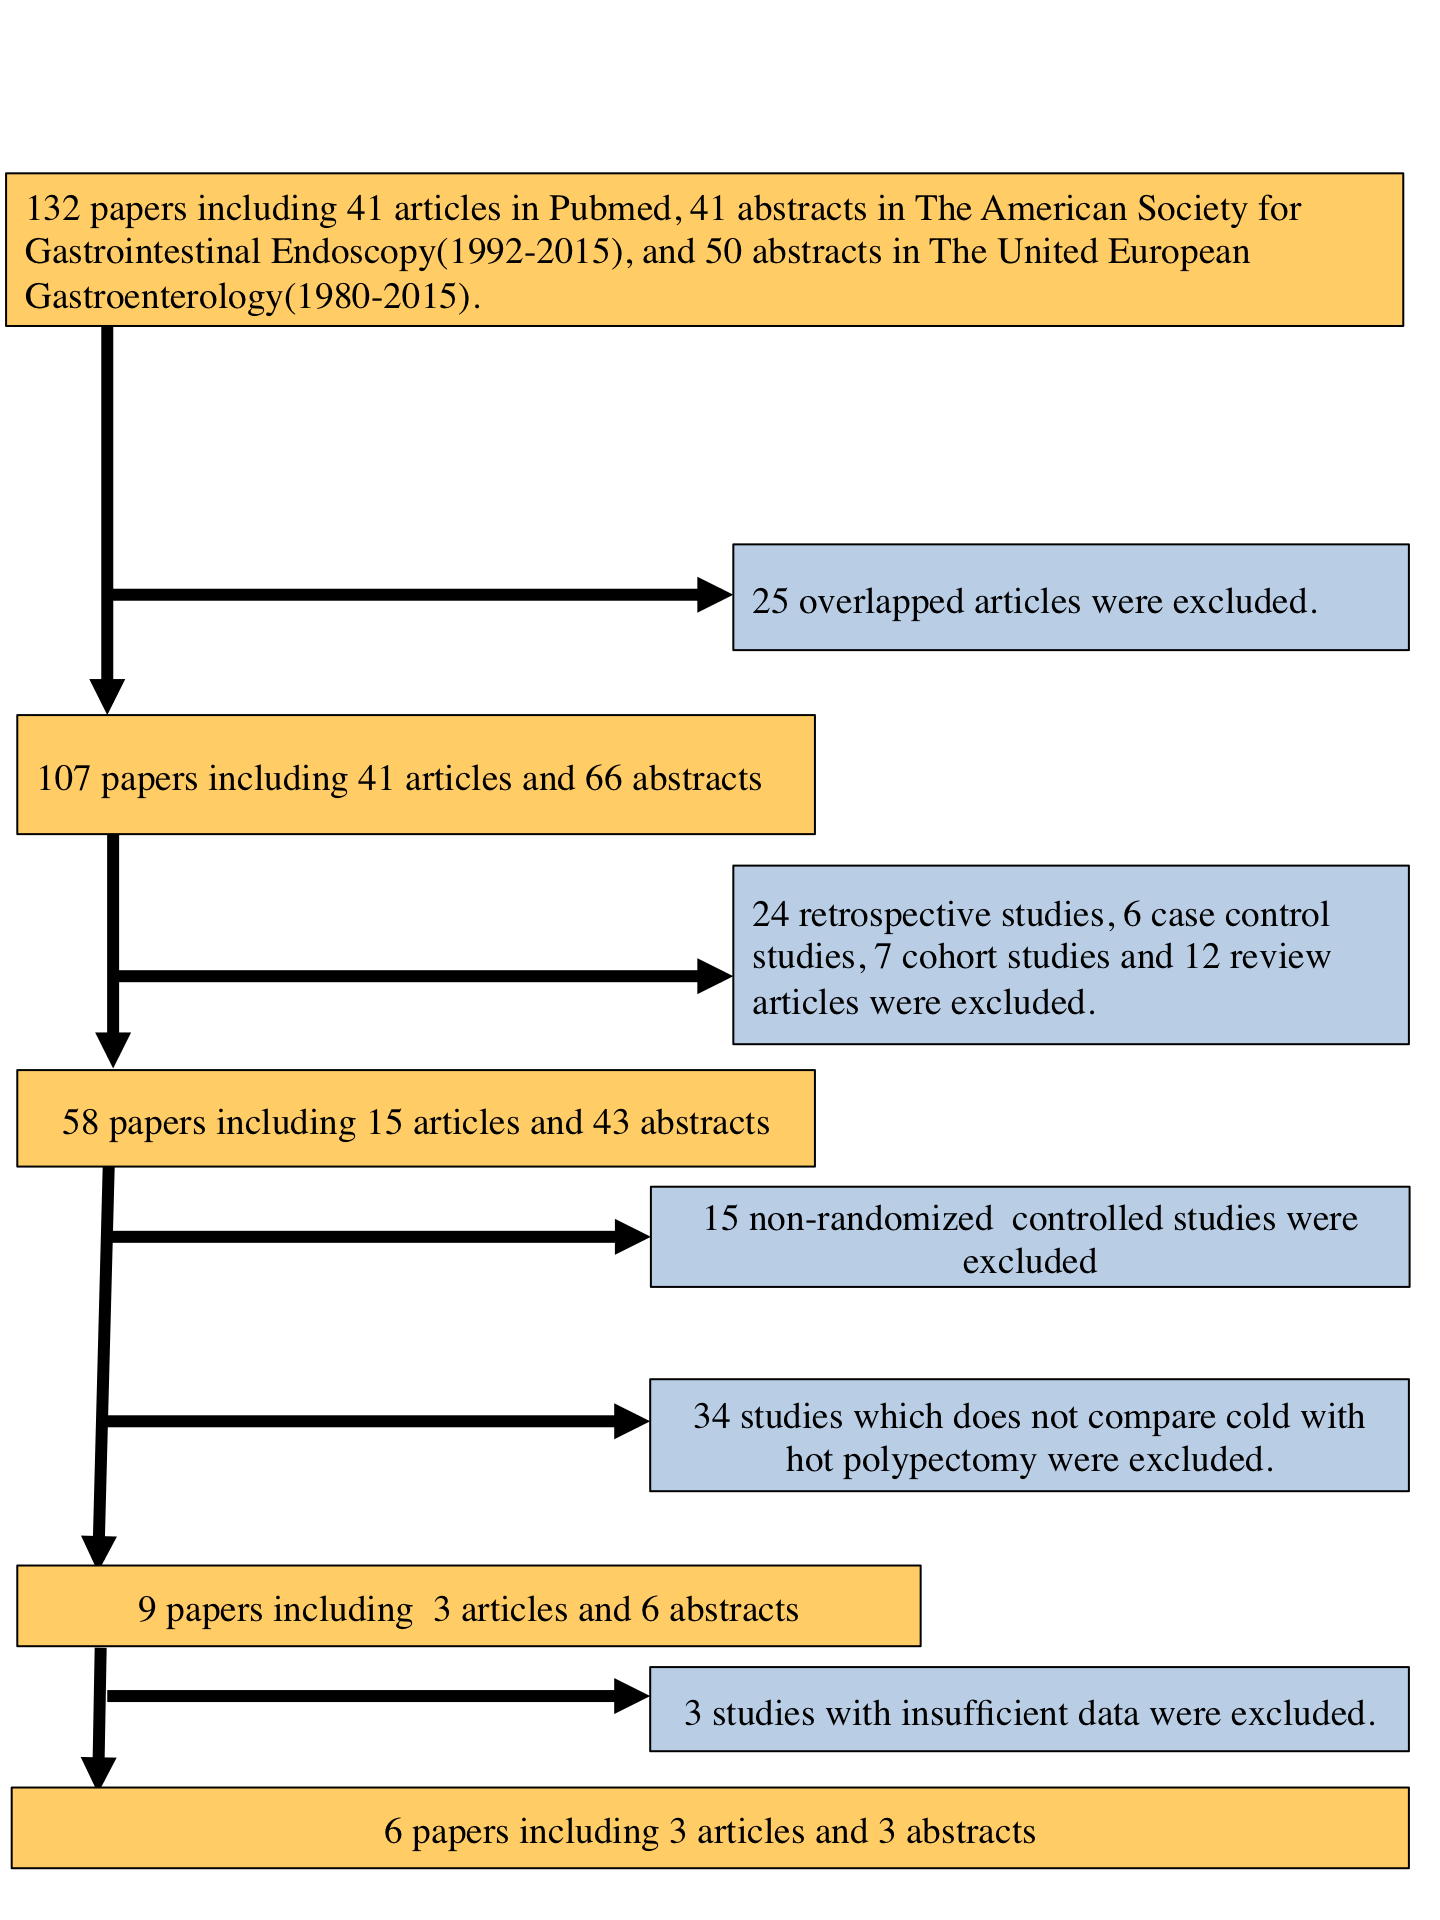 132 papers including 41 articles in Pubmed, 41 abstracts in The American Society for
Gastrointestinal Endoscopy(1992-2015), and 50 abstracts in The United European
Gastroenterology(1980-2015).
25 overlapped articles were excluded.
107 papers including 41 articles and 66 abstracts
24 retrospective studies, 6 case control
studies, 7 cohort studies and 12 review
articles were excluded.
58 papers including 15 articles and 43 abstracts
15 non-randomized  controlled studies were
excluded
34 studies which does not compare cold with
hot polypectomy were excluded.
9 papers including  3 articles and 6 abstracts
3 studies with insufficient data were excluded.
6 papers including 3 articles and 3 abstracts